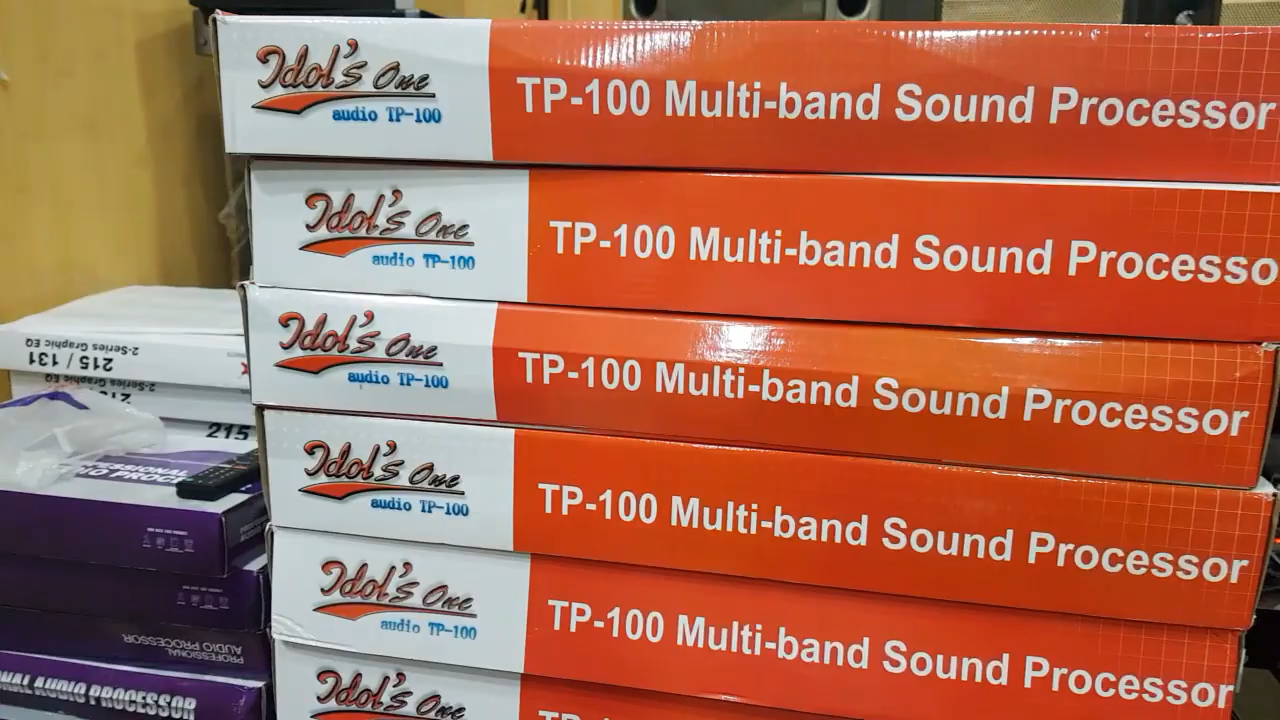 Idol's One
audio TP-100
TP-100 Multi-band Sound Processor
Idol's One
audio TP-100
TP-100 Multi-band Sound Processo
Idol's One
audio TP-100
TP-100 Multi-band Sound Processor
Idol's One
audio TP-100
TP-100 Multi-band Sound Processor
Idol's One
audio TP-100
TP-100 Multi-band Sound Processor
Idol's One
215 / 131
2-Series Graphic EQ
2-Series Graphic EQ
215
PROFESSIONAL
AUDIO PROCESSOR
AUDIO PROCESSOR